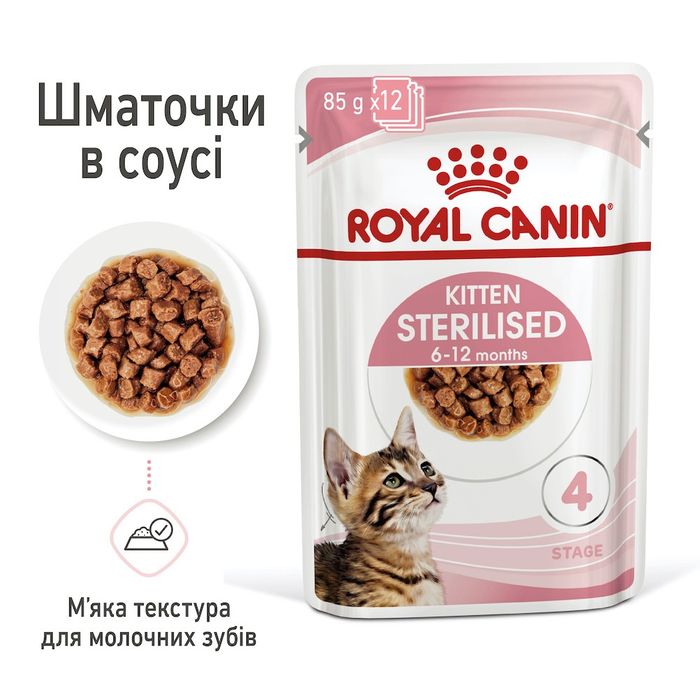 Шматочки
в соусі
М'яка текстура
для молочних зубів
85 g x12
ROYAL CANIN
KITTEN
STERILISED
6-12 months
4
STAGE